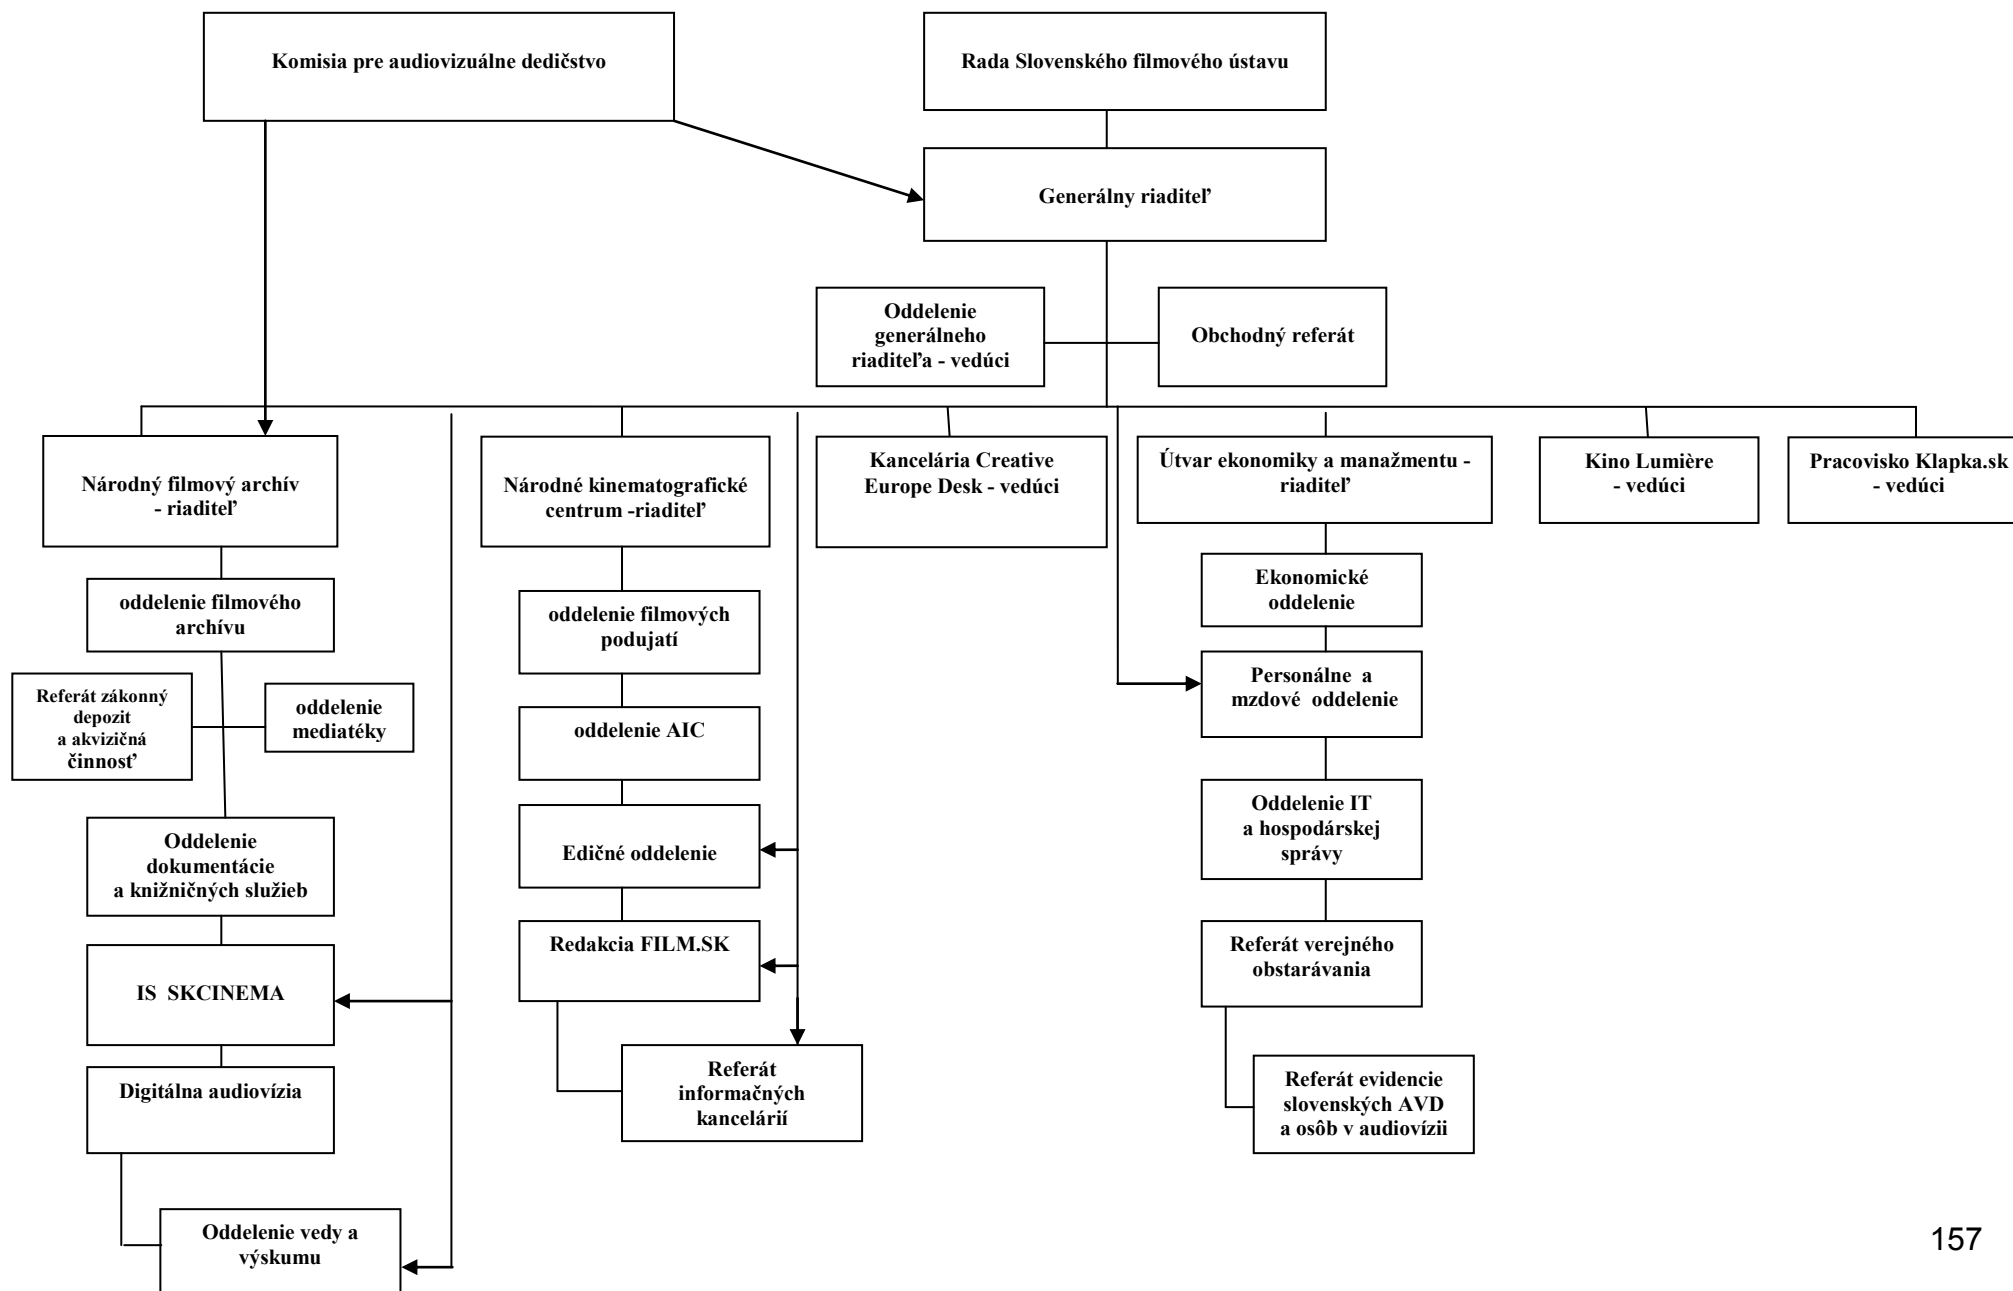 Komisia pre audiovizuálne dedičstvo
Rada Slovenského filmového ústavu
Generálny riaditeľ
Oddelenie
generálneho
riaditeľa - vedúci
Obchodný referát
Národný filmový archív
- riaditeľ
Národné kinematografické
centrum -riaditeľ
Kancelária Creative
Europe Desk - vedúci
Útvar ekonomiky a manažmentu -
riaditeľ
Kino Lumière
- vedúci
Pracovisko Klapka.sk
- vedúci
oddelenie filmového
archívu
Referát zákonný
depozit
a akvizičná
činnosť
oddelenie
mediatéky
Oddelenie
dokumentácie
a knižničných služieb
IS SKCINEMA
Digitálna audiovízia
Oddelenie vedy a
výskumu
oddelenie filmových
podujatí
oddelenie AIC
Edičné oddelenie
Redakcia FILM.SK
Referát
informačných
kancelárií
Ekonomické
oddelenie
Personálne a
mzdové oddelenie
Oddelenie IT
a hospodárskej
správy
Referát verejného
obstarávania
Referát evidencie
slovenských AVD
a osôb v audiovízii
157